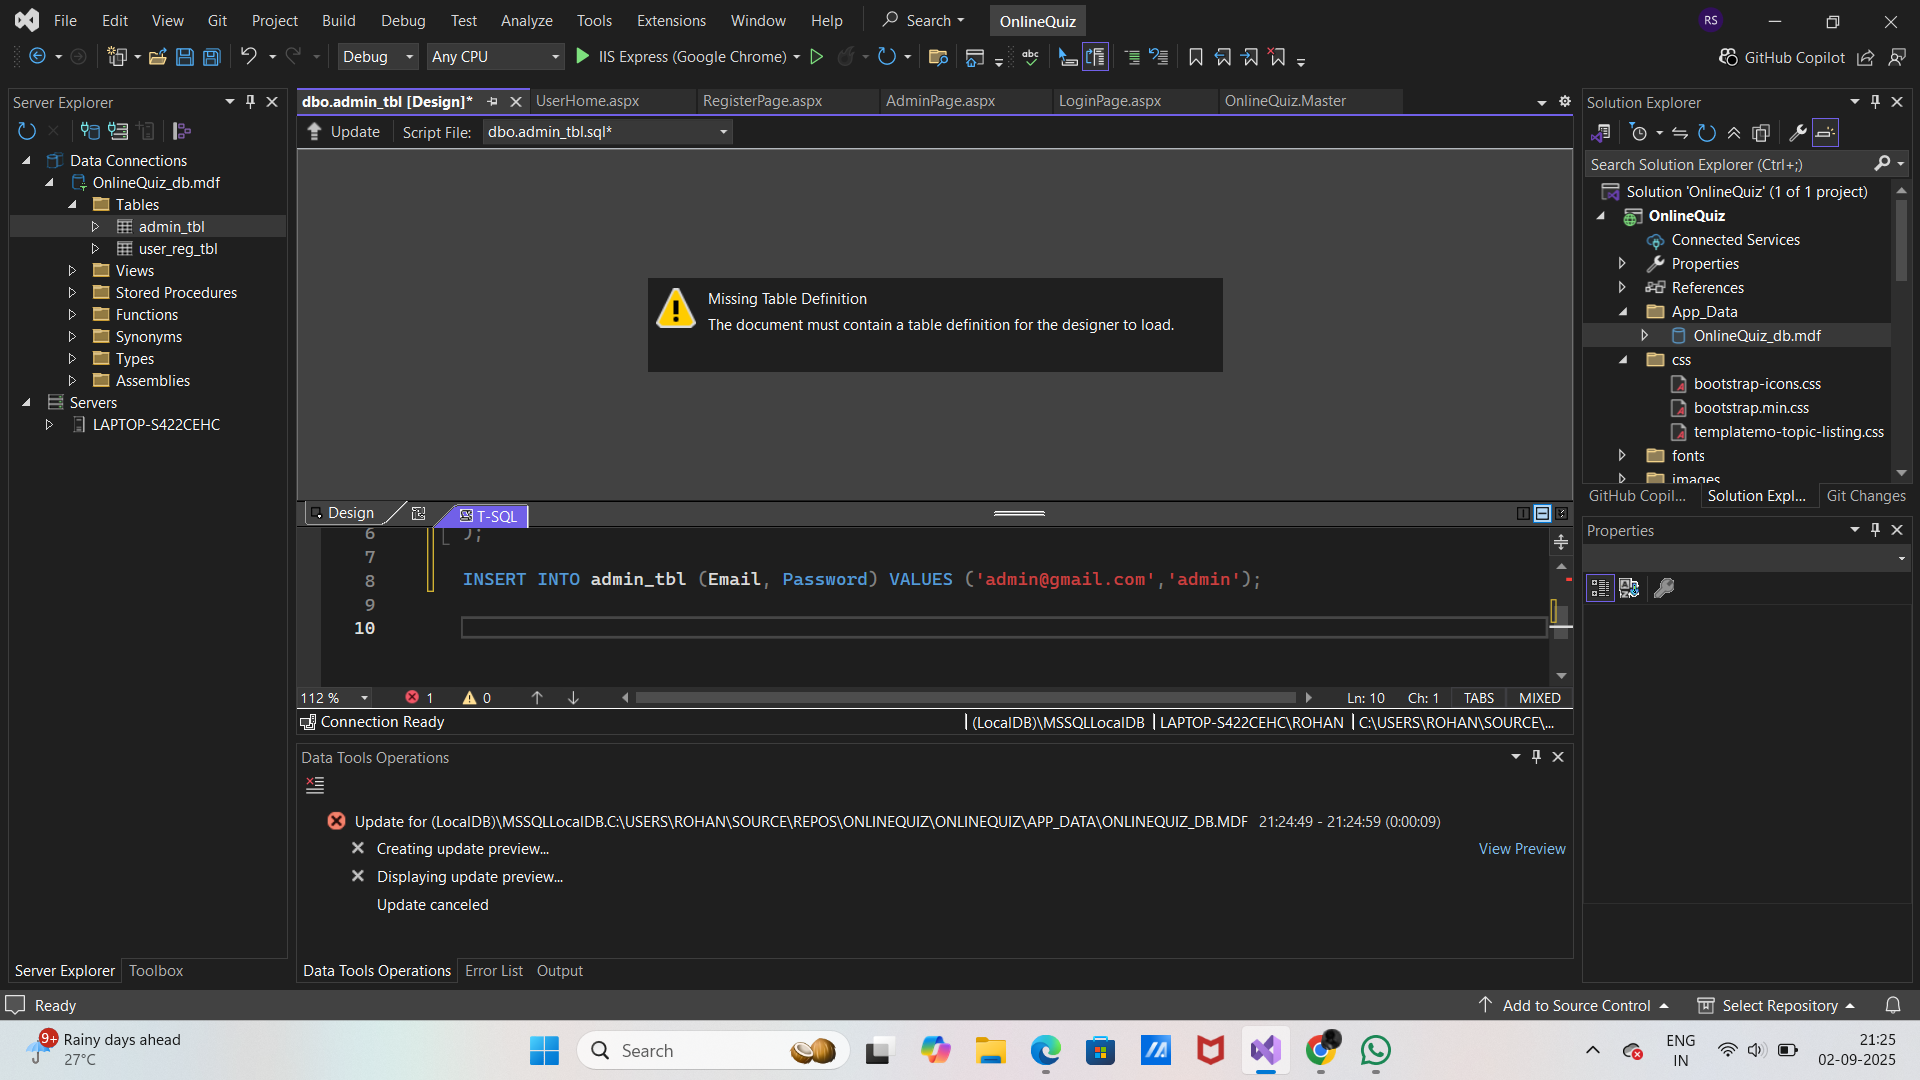 File Edit View Git Project Build Debug Test Analyze Tools Extensions Window Help Search OnlineQuiz RS
Debug Any CPU IIS Express (Google Chrome) GitHub Copilot
Server Explorer
Data Connections
OnlineQuiz_db.mdf
Tables
admin_tbl
user_reg_tbl
Views
Stored Procedures
Functions
Synonyms
Types
Assemblies
Servers
LAPTOP-S422CEHC
Server Explorer Toolbox
dbo.admin_tbl [Design]* UserHome.aspx RegisterPage.aspx AdminPage.aspx LoginPage.aspx OnlineQuiz.Master
Update Script File: dbo.admin_tbl.sql*
Missing Table Definition
The document must contain a table definition for the designer to load.
Design T-SQL
6 );
7
8 INSERT INTO admin_tbl (Email, Password) VALUES ('admin@gmail.com','admin');
9
10
112 % 1 0 Ln: 10 Ch: 1 TABS MIXED
Connection Ready (LocalDB)\MSSQLLocalDB LAPTOP-S422CEHC\ROHAN C:\USERS\ROHAN\SOURCE\...
Data Tools Operations
Update for (LocalDB)\MSSQLLocalDB.C:\USERS\ROHAN\SOURCE\REPOS\ONLINEQUIZ\ONLINEQUIZ\APP_DATA\ONLINEQUIZ_DB.MDF 21:24:49 - 21:24:59 (0:00:09)
Creating update preview... View Preview
Displaying update preview...
Update canceled
Data Tools Operations Error List Output
Solution Explorer
Search Solution Explorer (Ctrl+;)
Solution 'OnlineQuiz' (1 of 1 project)
OnlineQuiz
Connected Services
Properties
References
App_Data
OnlineQuiz_db.mdf
css
bootstrap-icons.css
bootstrap.min.css
templatemo-topic-listing.css
fonts
images
GitHub Copil... Solution Expl... Git Changes
Properties
Ready Add to Source Control Select Repository
9+ Rainy days ahead
27°C
Search
ENG
IN
21:25
02-09-2025